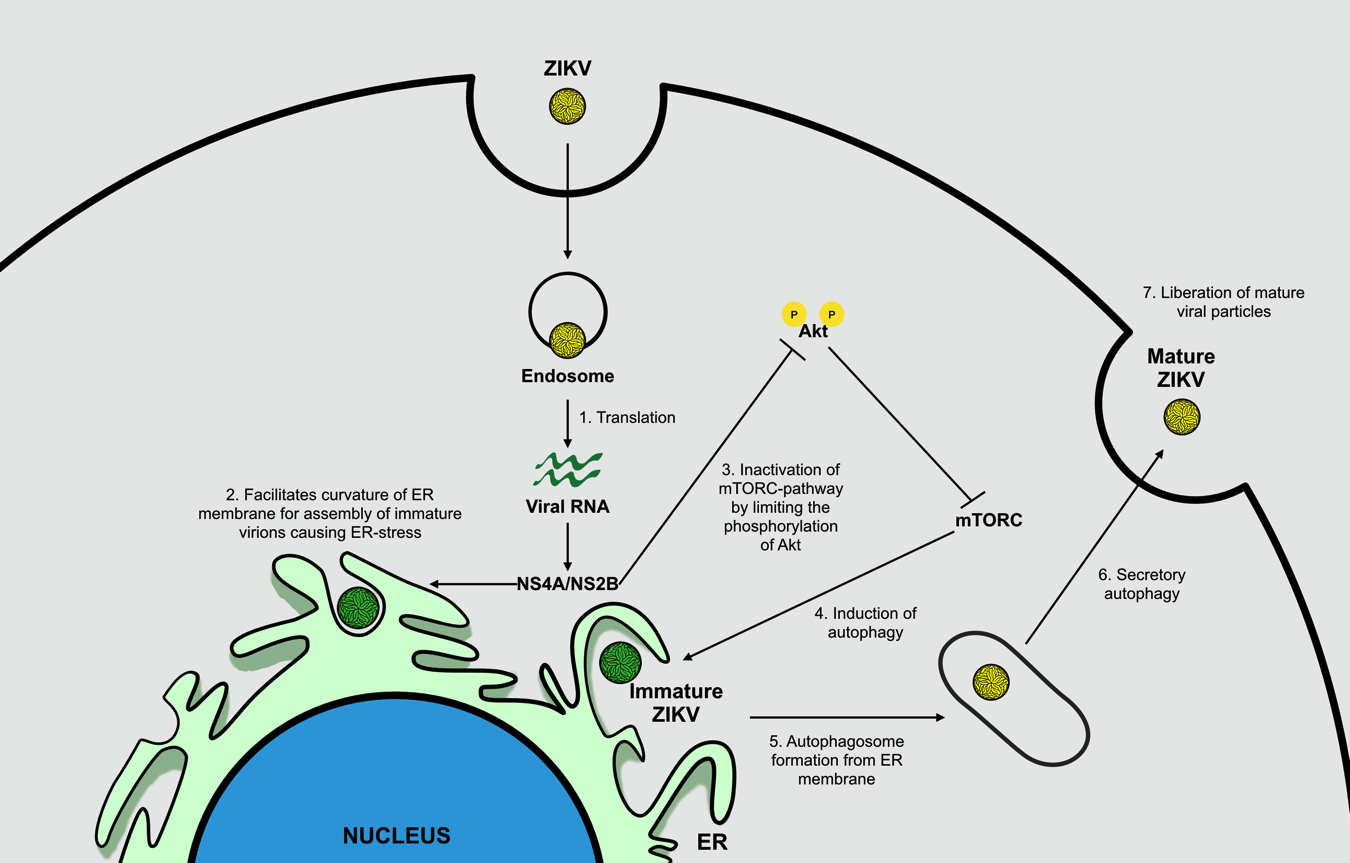 ZIKV
7. Liberation of mature
viral particles
P P
Akt
Mature
ZIKV
Endosome
1. Translation
3. Inactivation of
mTORC-pathway
by limiting the
phosphorylation
of Akt
2. Facilitates curvature of ER
membrane for assembly of immature
virions causing ER-stress
Viral RNA
mTORC
NS4A/NS2B
6. Secretory
autophagy
4. Induction of
autophagy
Immature
ZIKV
5. Autophagosome
formation from ER
membrane
NUCLEUS
ER